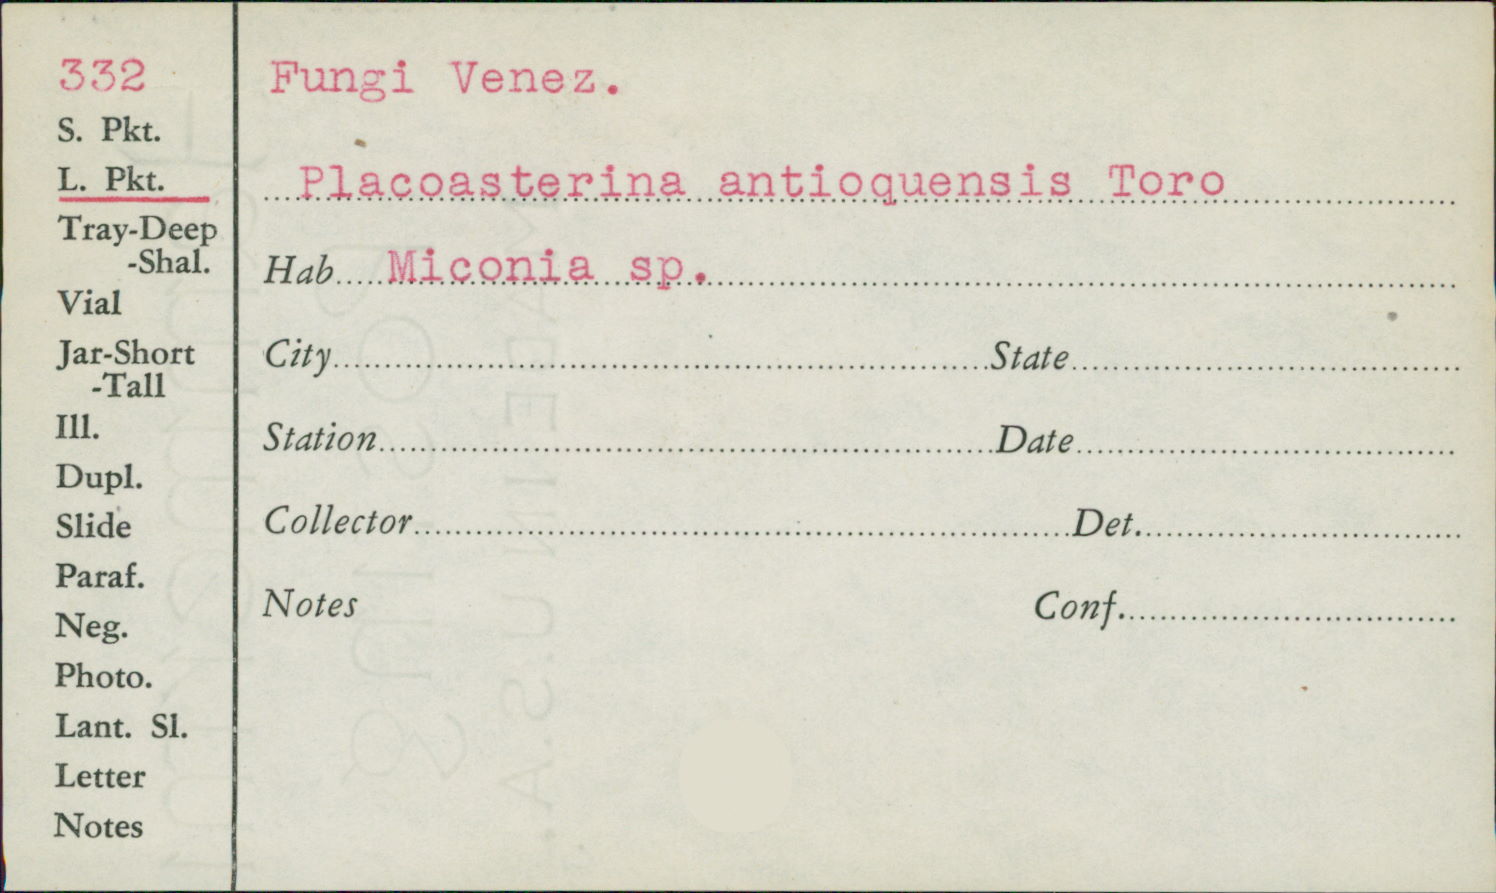 332
S. Pkt.
L. Pkt.
Tray-Deep
-Shal.
Vial
Jar-Short
-Tall
Ill.
Dupl.
Slide
Paraf.
Neg.
Photo.
Lant. Sl.
Letter
Notes
Fungi Venez.
Placoasterina antioquensis Toro
Hab. Miconia sp.
City State
Station Date
Collector Det.
Notes Conf.